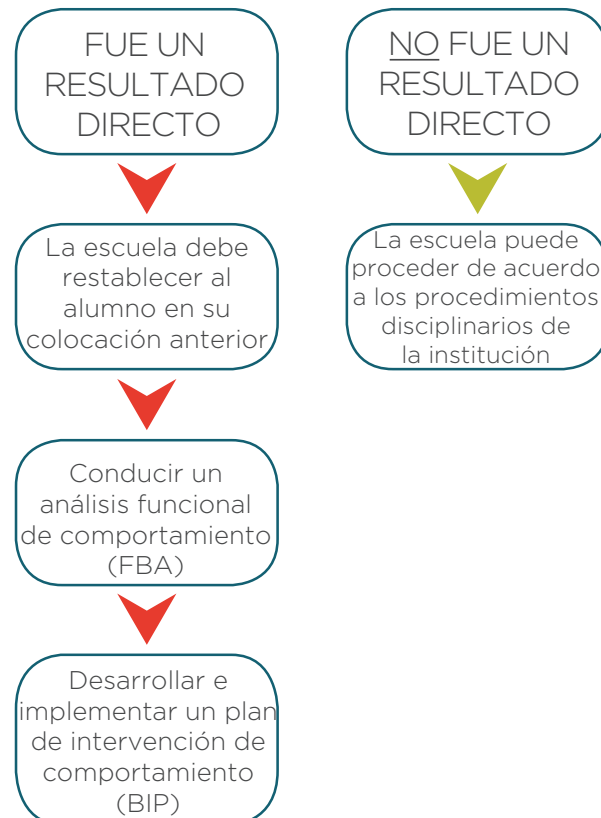 FUE UN
RESULTADO
DIRECTO
La escuela debe
restablecer al
alumno en su
colocación anterior
Conducir un
análisis funcional
de comportamiento
(FBA)
Desarrollar e
implementar un plan
de intervención de
comportamiento
(BIP)
NO FUE UN
RESULTADO
DIRECTO
La escuela puede
proceder de acuerdo
a los procedimientos
disciplinarios de
la institución